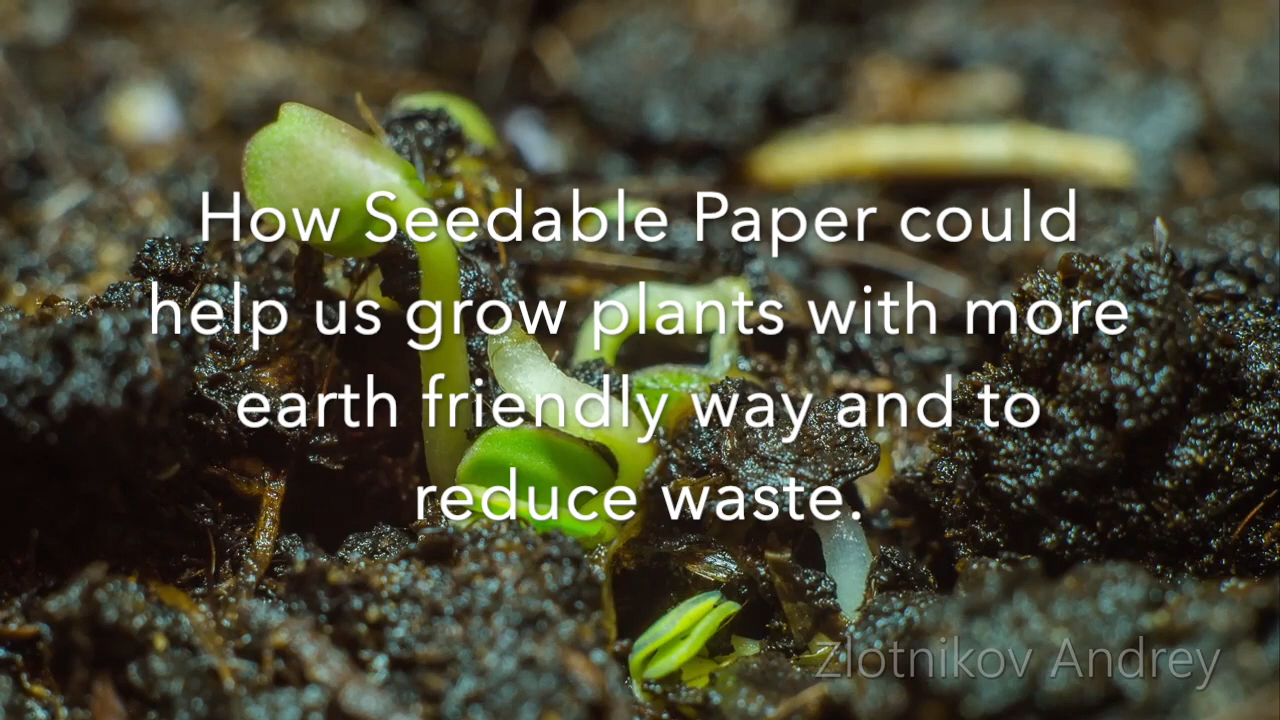 How Seedable Paper could
help us grow plants with more
earth friendly way and to
reduce waste.
Zlotnikov Andrey